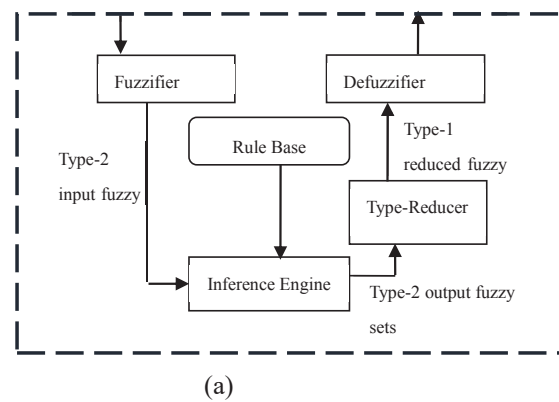 Fuzzifier
Defuzzifier
Type-2
input fuzzy
Rule Base
Type-1
reduced fuzzy
Type-Reducer
Inference Engine
Type-2 output fuzzy
sets
(a)